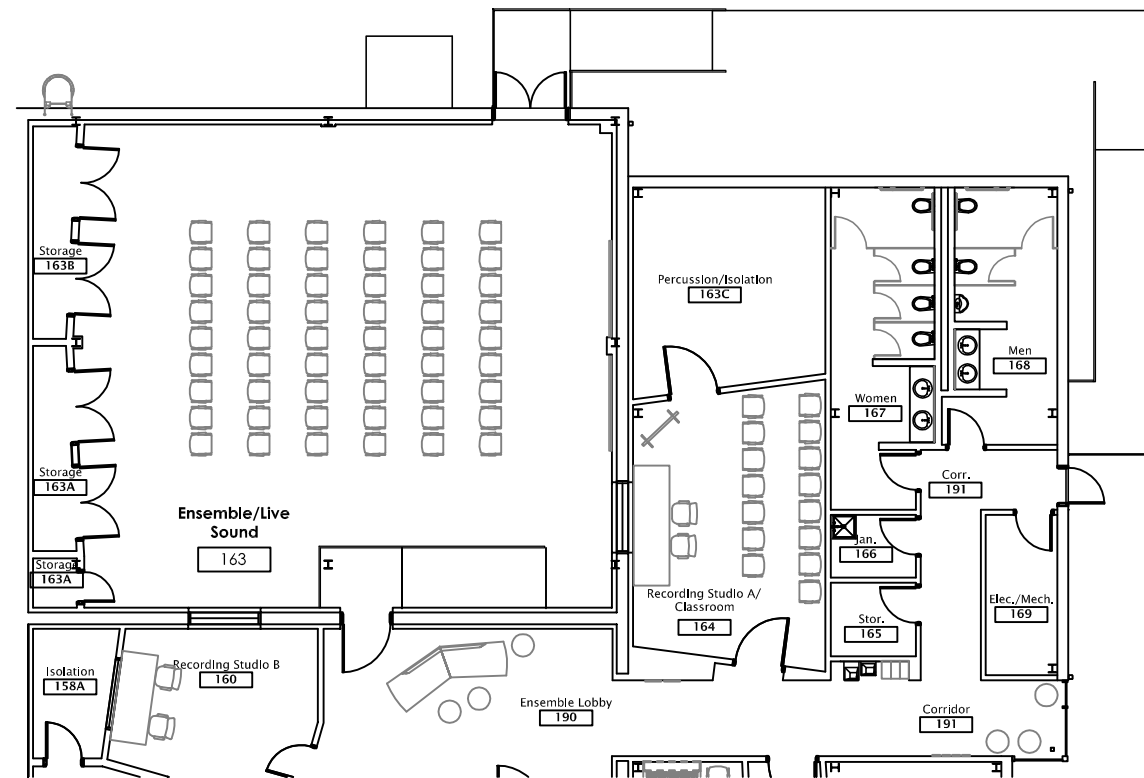 Storage
163B
Percussion/Isolation
163C
Men
168
Women
167
Storage
163A
Corr.
191
Ensemble/Live
Sound
163
Jan.
166
Storage
163A
Recording Studio A/
Classroom
164
Elec./Mech.
169
Stor.
165
Isolation
158A
Recording Studio B
160
Ensemble Lobby
190
Corridor
191